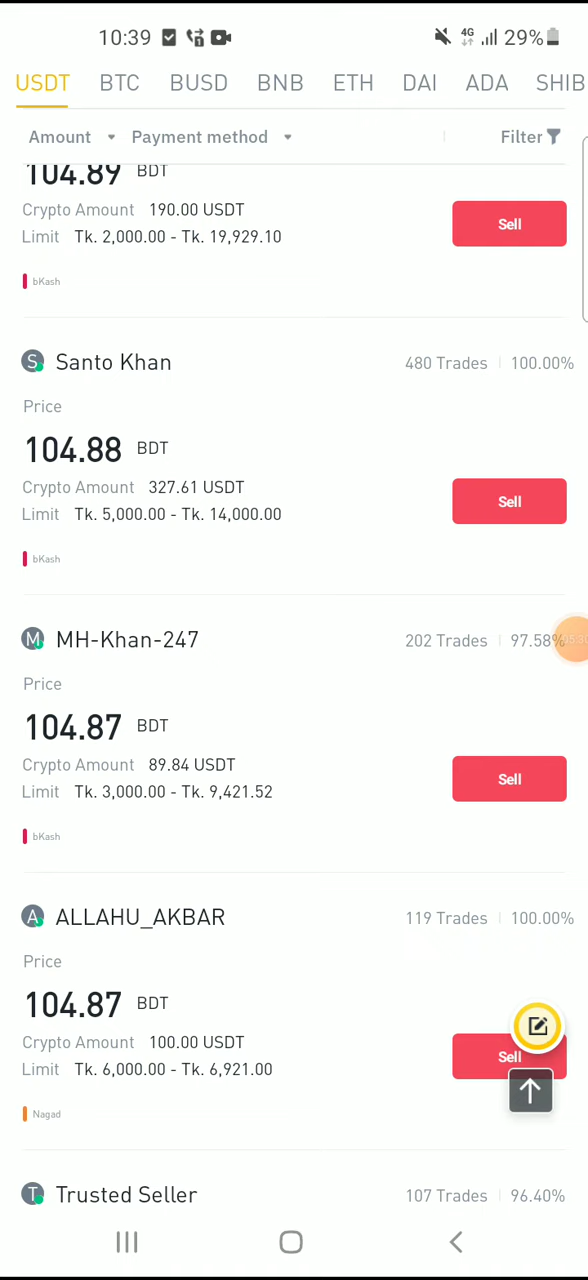 10:39 4G 29%
USDT BTC BUSD BNB ETH DAI ADA SHIB
Amount Payment method Filter
104.89 BDT
Crypto Amount 190.00 USDT
Limit Tk. 2,000.00 - Tk. 19,929.10
Sell
bKash
S Santo Khan 480 Trades 100.00%
Price
104.88 BDT
Crypto Amount 327.61 USDT
Limit Tk. 5,000.00 - Tk. 14,000.00
Sell
bKash
M MH-Khan-247 202 Trades 97.58%
Price
104.87 BDT
Crypto Amount 89.84 USDT
Limit Tk. 3,000.00 - Tk. 9,421.52
Sell
bKash
A ALLAHU_AKBAR 119 Trades 100.00%
Price
104.87 BDT
Crypto Amount 100.00 USDT
Limit Tk. 6,000.00 - Tk. 6,921.00
Sell
Nagad
T Trusted Seller 107 Trades 96.40%